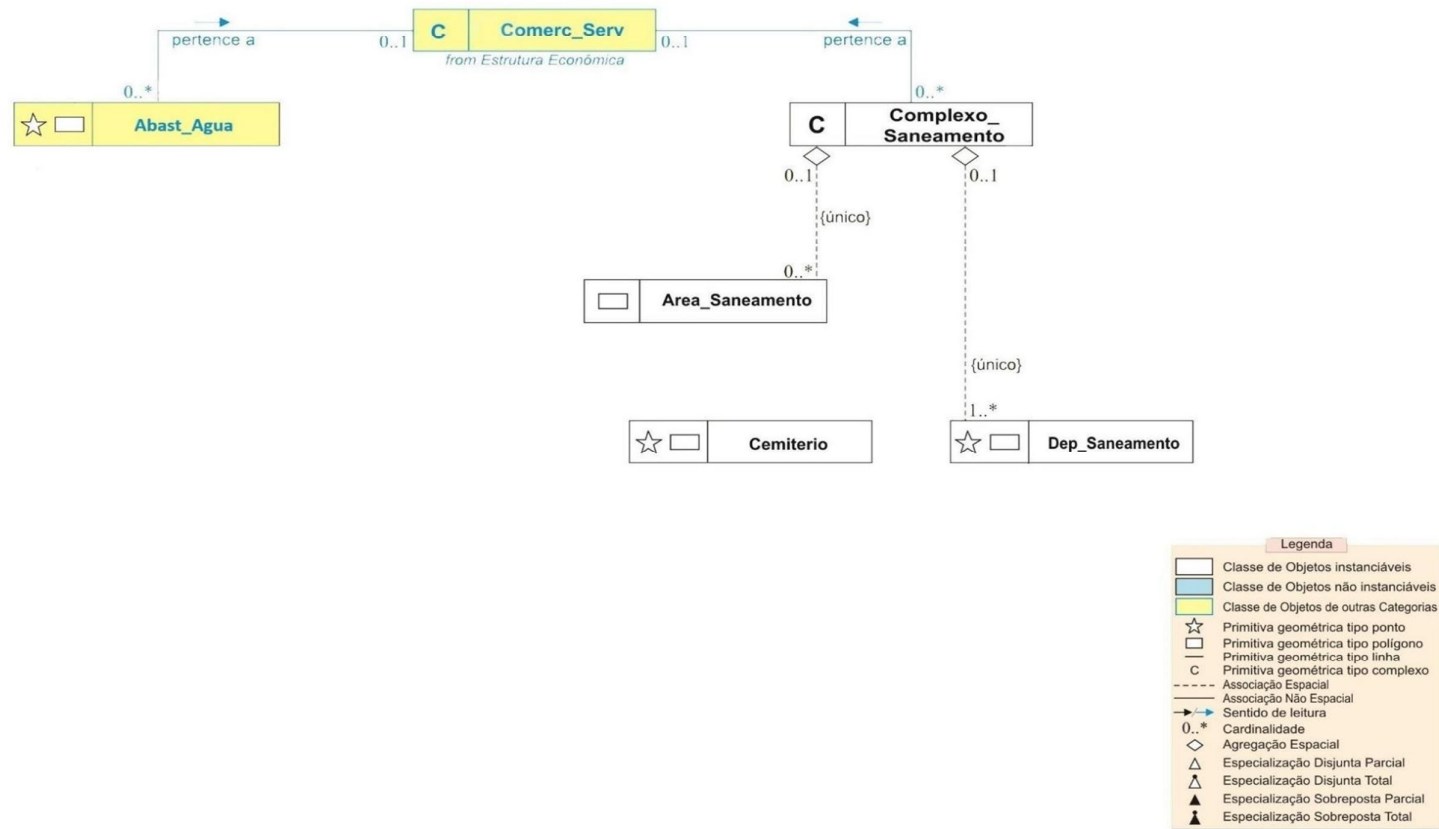 pertence a
0..1
C
Comerc_Serv
0..1
pertence a
from Estrutura Econômica
0..*
0..*
Abast_Agua
C
Complexo_
Saneamento
0..1
0..1
{único}
0..*
Area_Saneamento
{único}
1..*
Cemiterio
Dep_Saneamento
Legenda
Classe de Objetos instanciáveis
Classe de Objetos não instanciáveis
Classe de Objetos de outras Categorias
Primitiva geométrica tipo ponto
Primitiva geométrica tipo polígono
Primitiva geométrica tipo linha
C Primitiva geométrica tipo complexo
Associação Espacial
Associação Não Espacial
Sentido de leitura
0..* Cardinalidade
Agregação Espacial
Especialização Disjunta Parcial
Especialização Disjunta Total
Especialização Sobreposta Parcial
Especialização Sobreposta Total